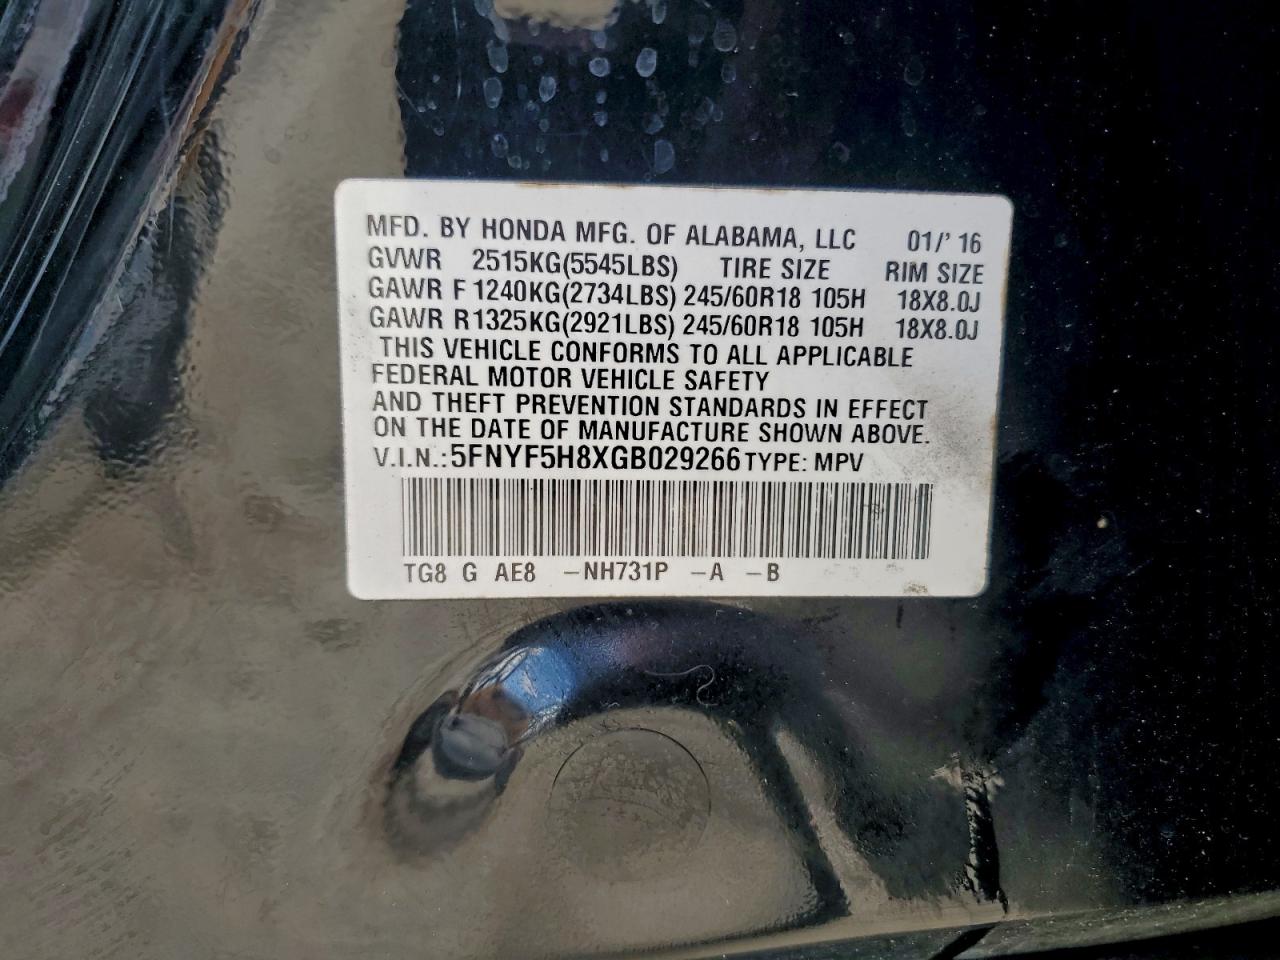 MFD. BY HONDA MFG. OF ALABAMA, LLC 01/' 16
GVWR 2515KG(5545LBS) TIRE SIZE RIM SIZE
GAWR F 1240KG(2734LBS) 245/60R18 105H 18X8.0J
GAWR R1325KG(2921LBS) 245/60R18 105H 18X8.0J
THIS VEHICLE CONFORMS TO ALL APPLICABLE
FEDERAL MOTOR VEHICLE SAFETY
AND THEFT PREVENTION STANDARDS IN EFFECT
ON THE DATE OF MANUFACTURE SHOWN ABOVE.
V.I.N.:5FNYF5H8XGB029266 TYPE: MPV
TG8 G AE8 -NH731P -A -B